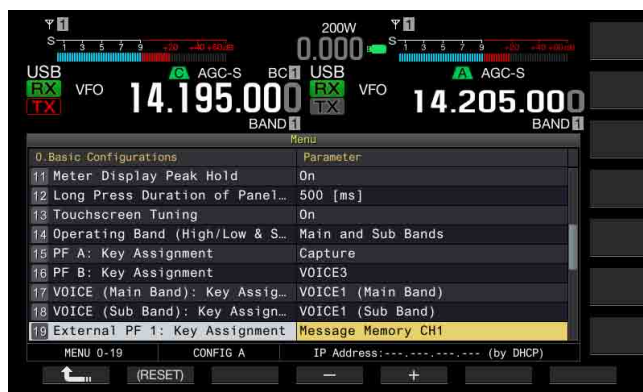 1 200W 1
S 1 3 5 7 9 +20 +40 +60dB 0.000 S 1 3 5 7 9 +20 +40 +60dB
USB C AGC-S BC 1 USB A AGC-S
RX VFO 14.195.000 RX VFO 14.205.000
TX TX
BAND 1 BAND 1
Menu
0.Basic Configurations Parameter
11 Meter Display Peak Hold On
12 Long Press Duration of Panel… 500 [ms]
13 Touchscreen Tuning On
14 Operating Band (High/Low & S… Main and Sub Bands
15 PF A: Key Assignment Capture
16 PF B: Key Assignment VOICE3
17 VOICE (Main Band): Key Assig… VOICE1 (Main Band)
18 VOICE (Sub Band): Key Assign… VOICE1 (Sub Band)
19 External PF 1: Key Assignment Message Memory CH1
MENU 0-19 CONFIG A IP Address:---.---.---.--- (by DHCP)
(RESET) − +